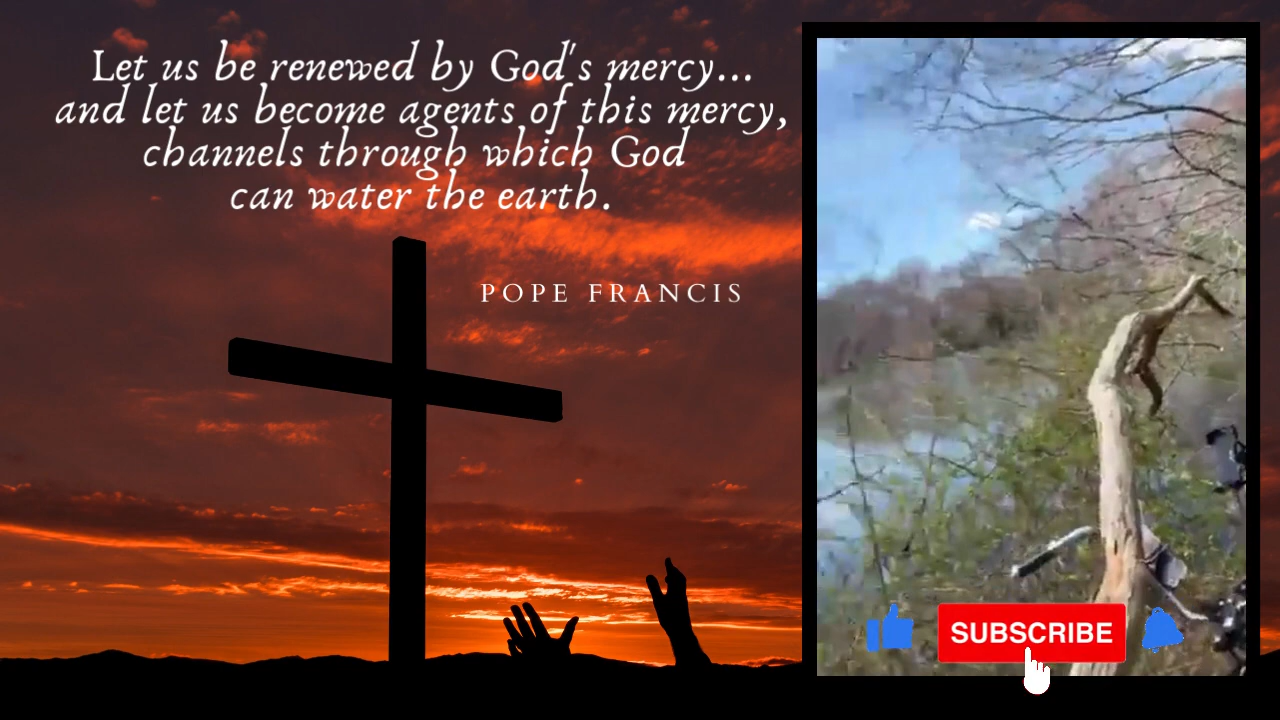 Let us be renewed by God's mercy...
and let us become agents of this mercy,
channels through which God
can water the earth.
POPE FRANCIS
SUBSCRIBE